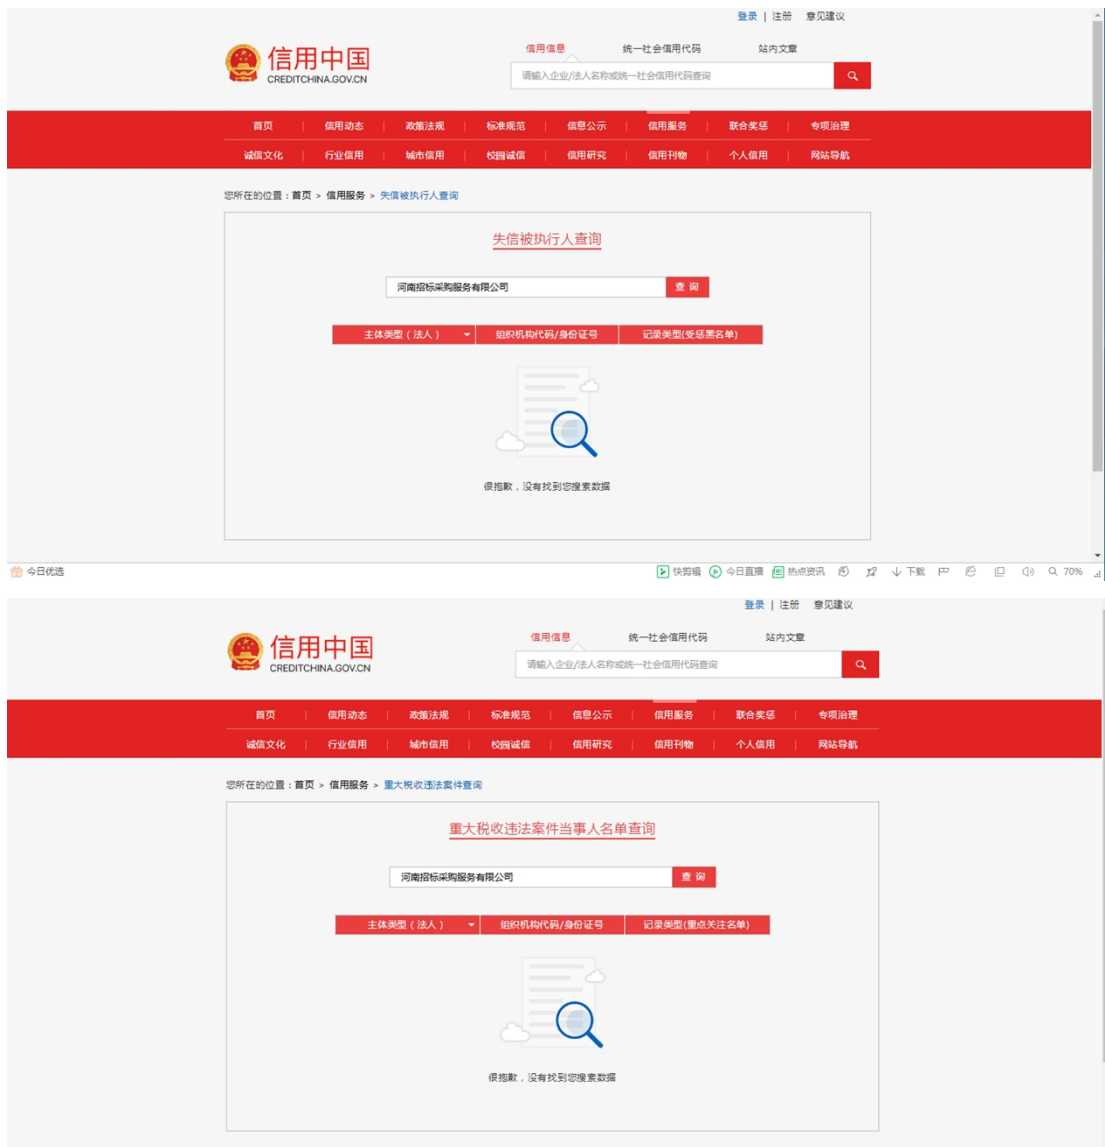 登录 | 注册 意见建议
信用中国
CREDITCHINA.GOV.CN
信用信息 统一社会信用代码 站内文章
请输入企业/法人名称或统一社会信用代码查询
首页 | 信用动态 | 政策法规 | 标准规范 | 信息公示 | 信用服务 | 联合奖惩 | 专项治理
诚信文化 | 行业信用 | 城市信用 | 校园诚信 | 信用研究 | 信用刊物 | 个人信用 | 网站导航
您所在的位置：首页 > 信用服务 > 失信被执行人查询
失信被执行人查询
河南招标采购服务有限公司 查 询
主体类型（法人） 组织机构代码/身份证号 记录类型(受惩黑名单)
很抱歉，没有找到您搜索数据
今日优选 快剪辑 今日直播 热点资讯 下载 70%
登录 | 注册 意见建议
信用中国
CREDITCHINA.GOV.CN
信用信息 统一社会信用代码 站内文章
请输入企业/法人名称或统一社会信用代码查询
首页 | 信用动态 | 政策法规 | 标准规范 | 信息公示 | 信用服务 | 联合奖惩 | 专项治理
诚信文化 | 行业信用 | 城市信用 | 校园诚信 | 信用研究 | 信用刊物 | 个人信用 | 网站导航
您所在的位置：首页 > 信用服务 > 重大税收违法案件查询
重大税收违法案件当事人名单查询
河南招标采购服务有限公司 查 询
主体类型（法人） 组织机构代码/身份证号 记录类型(重点关注名单)
很抱歉，没有找到您搜索数据